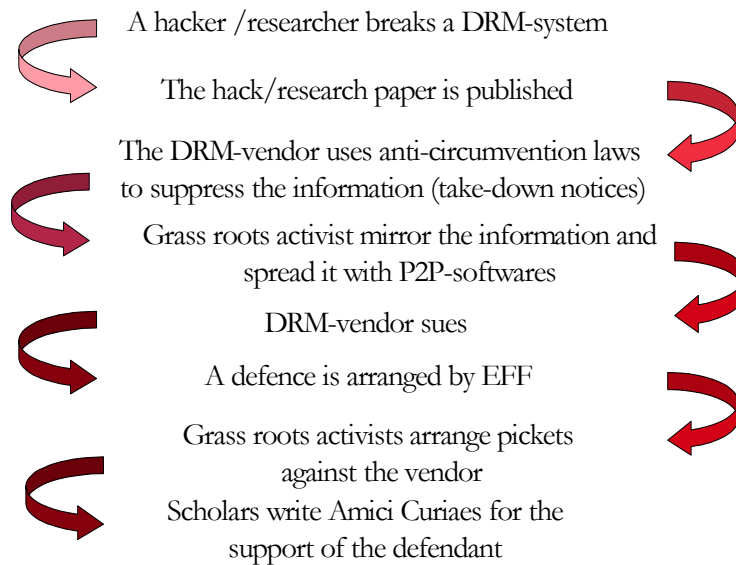 A hacker /researcher breaks a DRM-system
The hack/research paper is published
The DRM-vendor uses anti-circumvention laws
to suppress the information (take-down notices)
Grass roots activist mirror the information and
spread it with P2P-softwares
DRM-vendor sues
A defence is arranged by EFF
Grass roots activists arrange pickets
against the vendor
Scholars write Amici Curiaes for the
support of the defendant